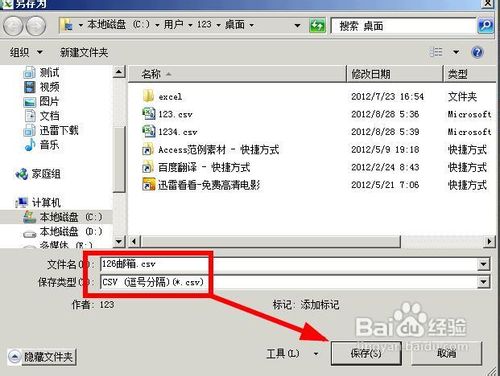 另存为
本地磁盘 (C:) ▸ 用户 ▸ 123 ▸ 桌面 ▸
搜索 桌面
组织 新建文件夹
测试
视频
图片
文档
迅雷下载
音乐
家庭组
计算机
本地磁盘 (C:)
本地磁盘 (D:)
多媒体 (E:)
名称 修改日期 类型
excel 2012/7/23 16:54 文件夹
123.csv 2012/8/28 5:36 Microsoft
1234.csv 2012/8/28 5:38 Microsoft
Access范例素材 - 快捷方式 2012/5/9 19:18 快捷方式
百度翻译 - 快捷方式 2012/2/24 8:43 快捷方式
迅雷看看-免费高清电影 2012/5/21 7:06 快捷方式
文件名(N): 126邮箱.csv
保存类型(T): CSV (逗号分隔)(*.csv)
作者: 123 标记: 添加标记
隐藏文件夹 工具(L) 保存(S) 取消
Baidu 经验
jingyan.baidu.com